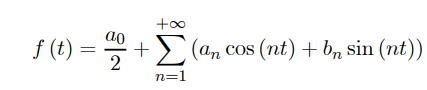 f (t) = a₀/2 + ∑_{n=1}^{+∞} (aₙ cos (nt) + bₙ sin (nt))